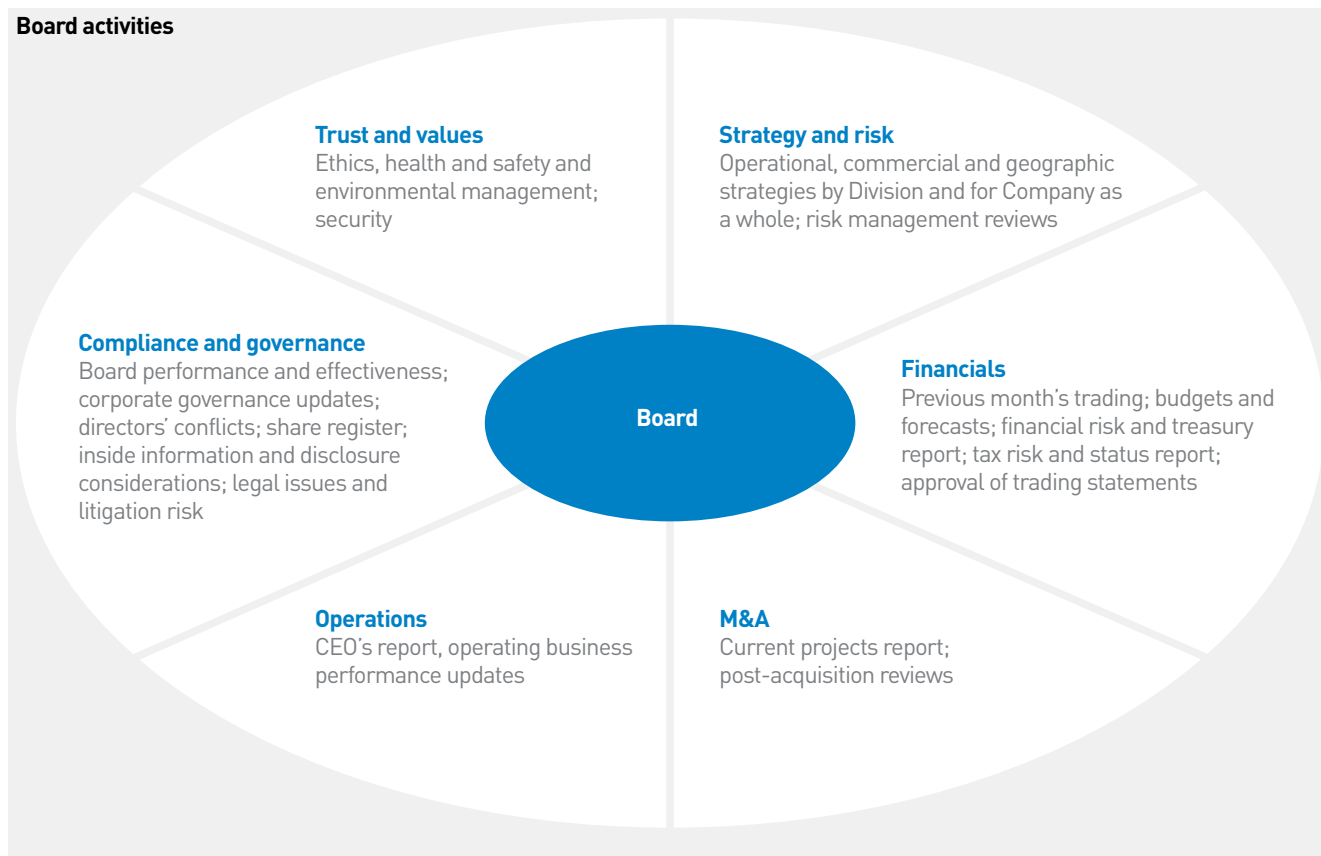 Board activities
Trust and values
Ethics, health and safety and
environmental management;
security
Strategy and risk
Operational, commercial and geographic
strategies by Division and for Company as
a whole; risk management reviews
Compliance and governance
Board performance and effectiveness;
corporate governance updates;
directors’ conflicts; share register;
inside information and disclosure
considerations; legal issues and
litigation risk
Board
Financials
Previous month’s trading; budgets and
forecasts; financial risk and treasury
report; tax risk and status report;
approval of trading statements
Operations
CEO’s report, operating business
performance updates
M&A
Current projects report;
post-acquisition reviews